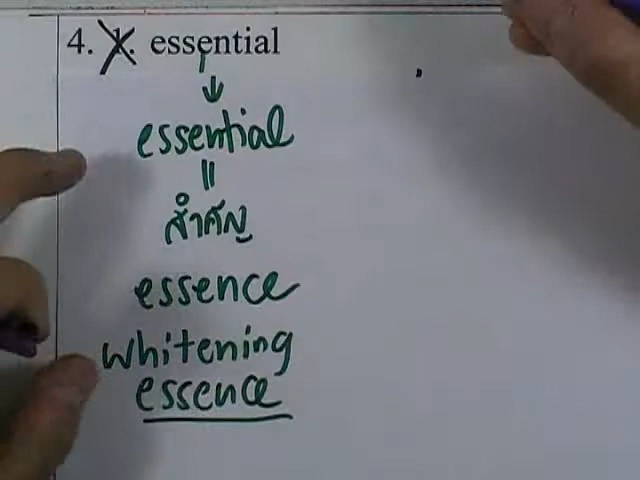 4. 1. essential
essential
=
สำคัญ
essence
whitening
essence